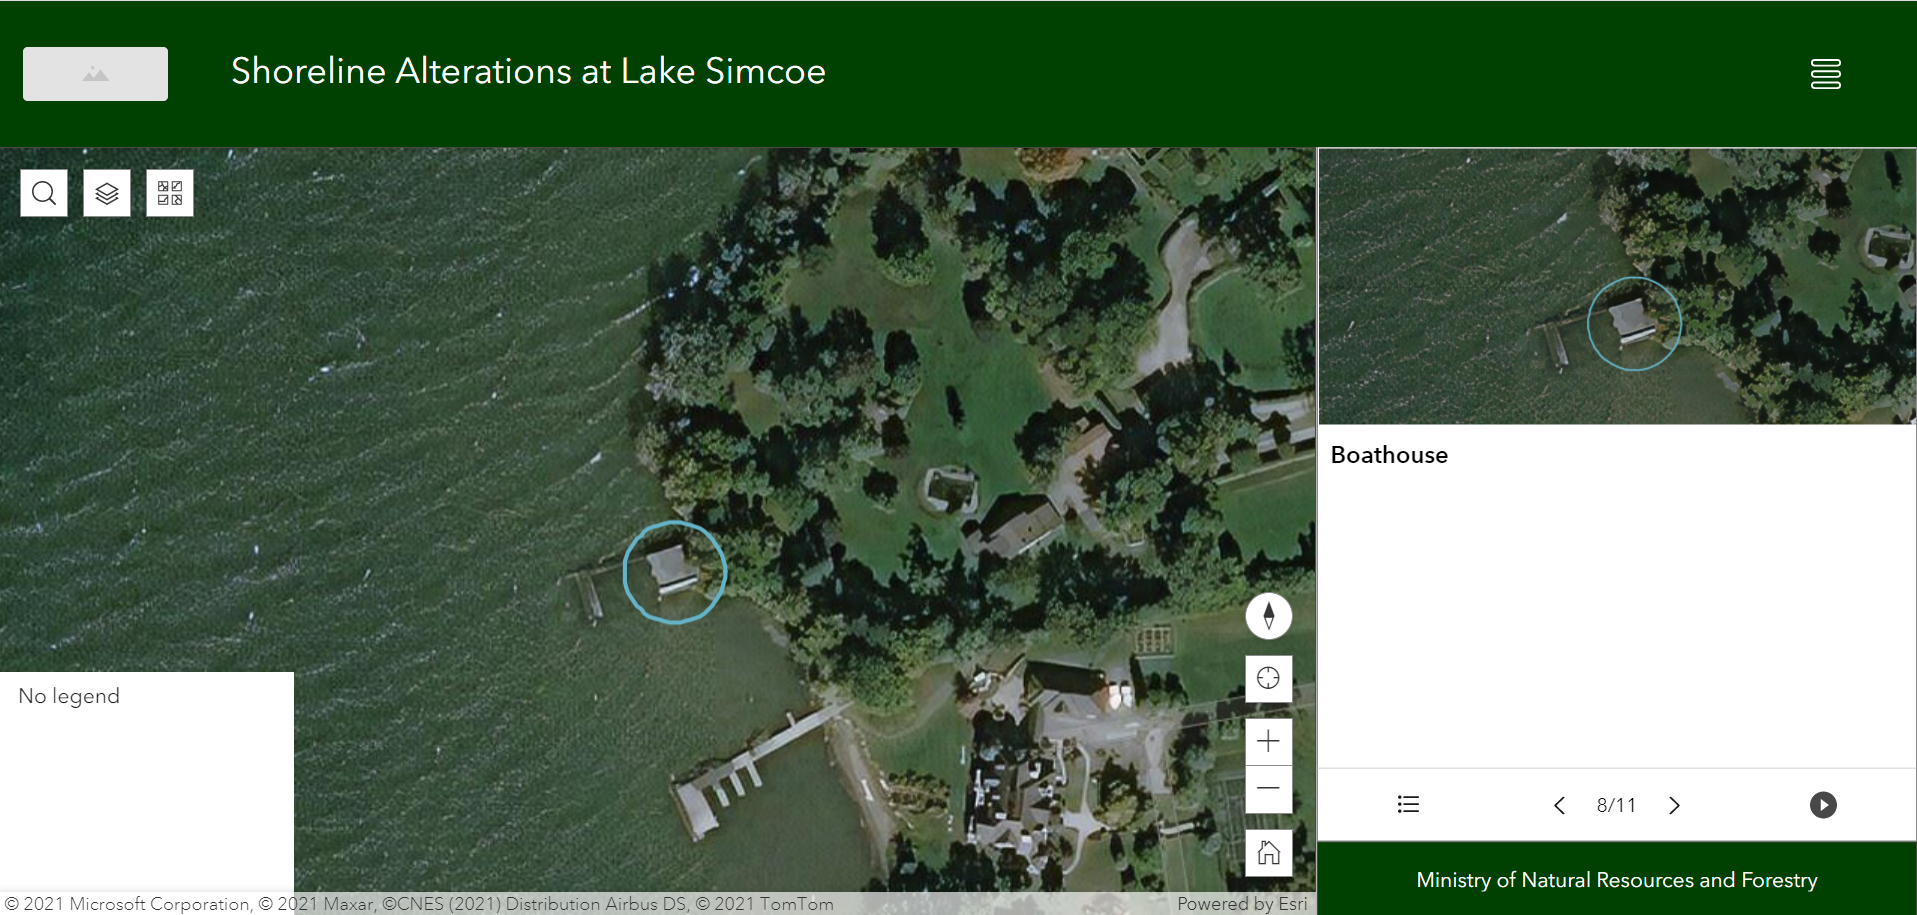 Shoreline Alterations at Lake Simcoe
Boathouse
No legend
8/11
© 2021 Microsoft Corporation, © 2021 Maxar, ©CNES (2021) Distribution Airbus DS, © 2021 TomTom
Powered by Esri
Ministry of Natural Resources and Forestry